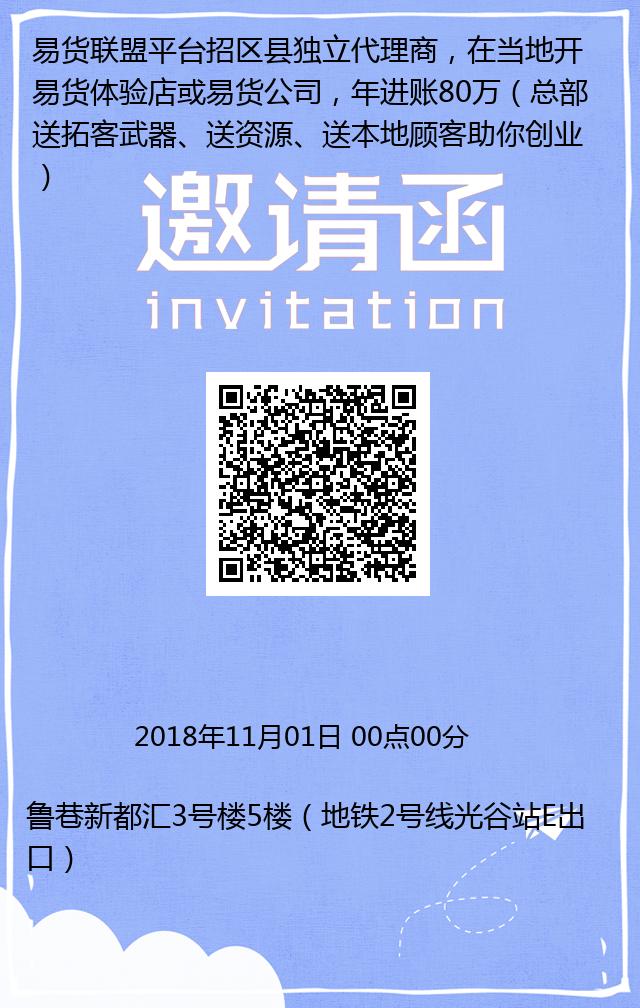 易货联盟平台招区县独立代理商，在当地开
易货体验店或易货公司，年进账80万（总部
送拓客武器、送资源、送本地顾客助你创业
）
邀请函
invitation
2018年11月01日 00点00分
鲁巷新都汇3号楼5楼（地铁2号线光谷站E出
口）